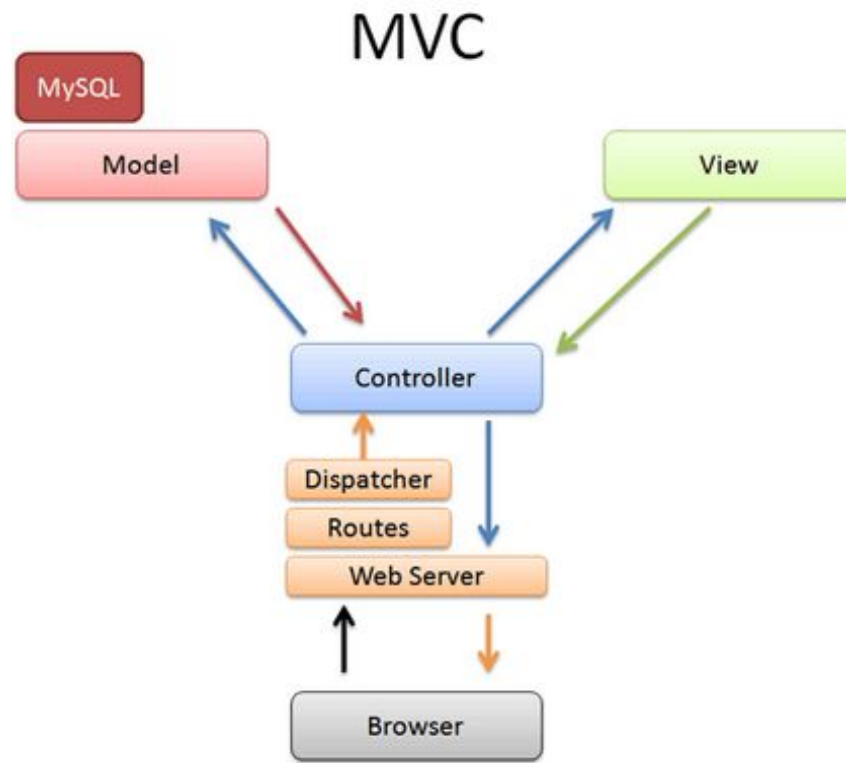 MVC
MySQL
Model
View
Controller
Dispatcher
Routes
Web Server
Browser